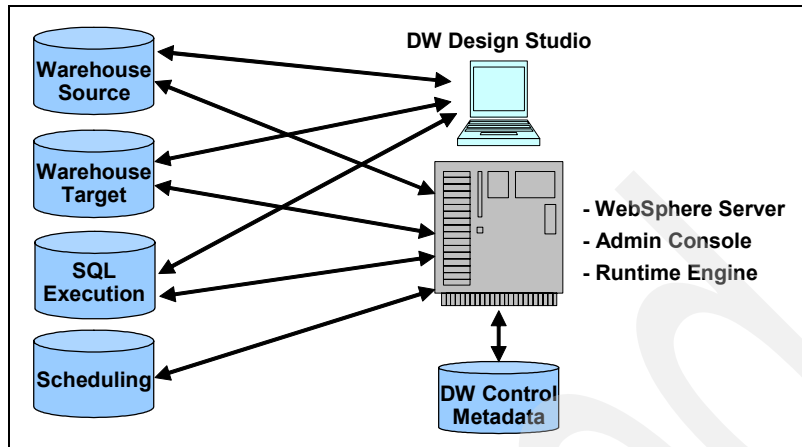 DW Design Studio
Warehouse
Source
Warehouse
Target
SQL
Execution
Scheduling
- WebSphere Server
- Admin Console
- Runtime Engine
DW Control
Metadata